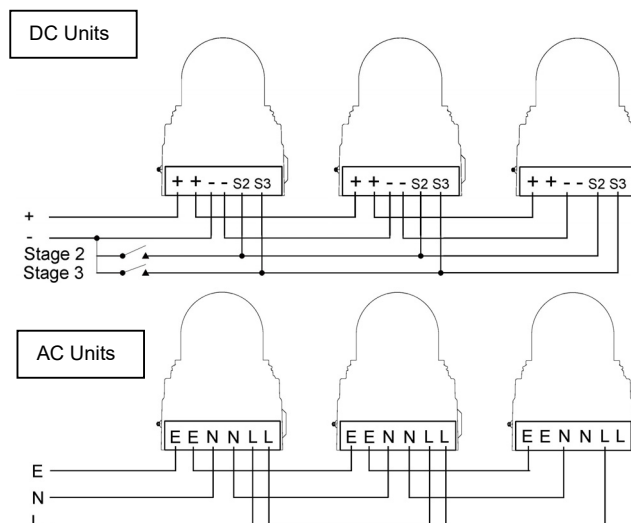 DC Units
+ + - - S2 S3
+ + - - S2 S3
+ + - - S2 S3
+
-
Stage 2
Stage 3
AC Units
E E N N L L
E E N N L L
E E N N L L
E
N
L